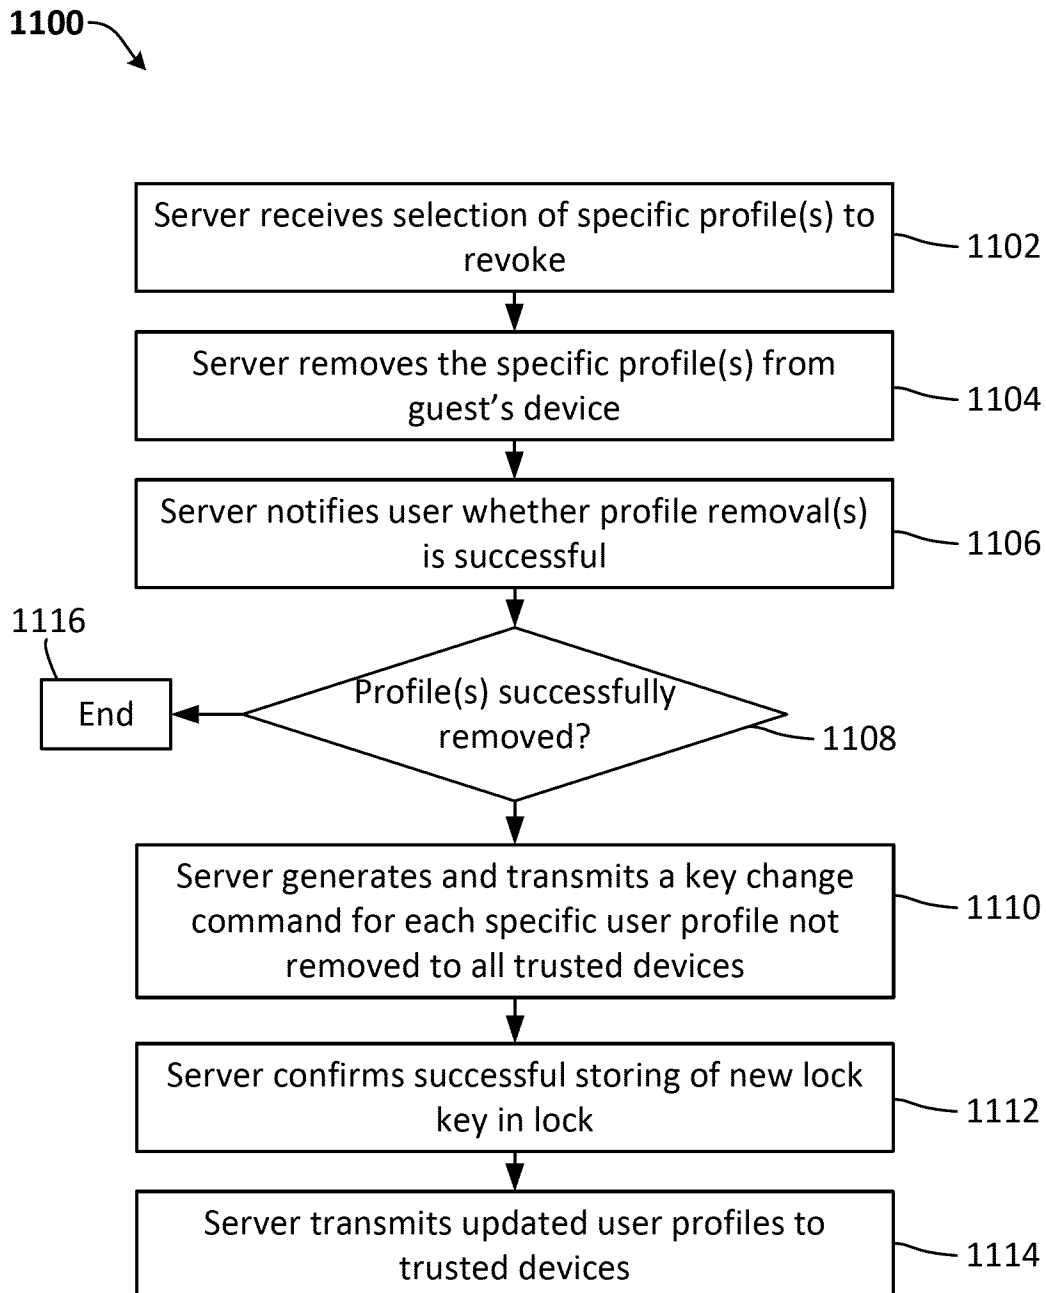 1100
Server receives selection of specific profile(s) to
revoke
1102
Server removes the specific profile(s) from
guest's device
1104
Server notifies user whether profile removal(s)
is successful
1106
1116
End
Profile(s) successfully
removed?
1108
Server generates and transmits a key change
command for each specific user profile not
removed to all trusted devices
1110
Server confirms successful storing of new lock
key in lock
1112
Server transmits updated user profiles to
trusted devices
1114